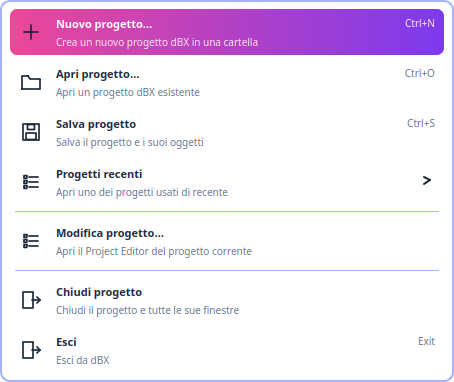 Nuovo progetto... Ctrl+N
Crea un nuovo progetto dBX in una cartella
Apri progetto... Ctrl+O
Apri un progetto dBX esistente
Salva progetto Ctrl+S
Salva il progetto e i suoi oggetti
Progetti recenti
Apri uno dei progetti usati di recente
Modifica progetto...
Apri il Project Editor del progetto corrente
Chiudi progetto
Chiudi il progetto e tutte le sue finestre
Esci Exit
Esci da dBX